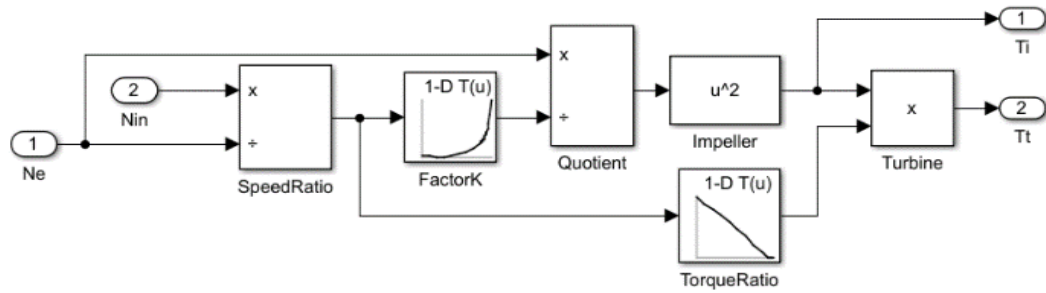 1
Ne
2
Nin
x
÷
SpeedRatio
1-D T(u)
FactorK
x
÷
Quotient
u^2
Impeller
1-D T(u)
TorqueRatio
x
Turbine
1
Ti
2
Tt